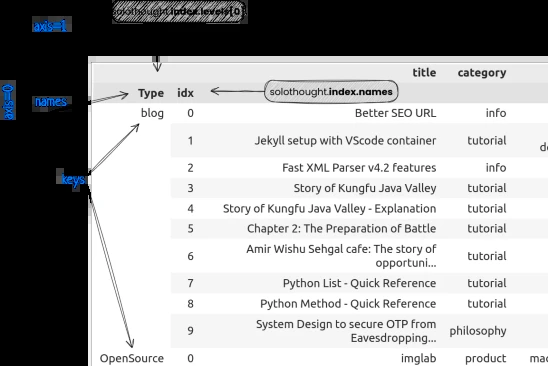 solothought.index.levels[0]
axis=1
title category
axis=0
names
Type idx
solothought.index.names
blog 0 Better SEO URL info
1 Jekyll setup with VScode container tutorial
2 Fast XML Parser v4.2 features info
keys
3 Story of Kungfu Java Valley tutorial
4 Story of Kungfu Java Valley - Explanation tutorial
5 Chapter 2: The Preparation of Battle tutorial
6 Amir Wishu Sehgal cafe: The story of
opportuni... tutorial
7 Python List - Quick Reference tutorial
8 Python Method - Quick Reference tutorial
9 System Design to secure OTP from
Eavesdropping... philosophy
OpenSource 0 imglab product